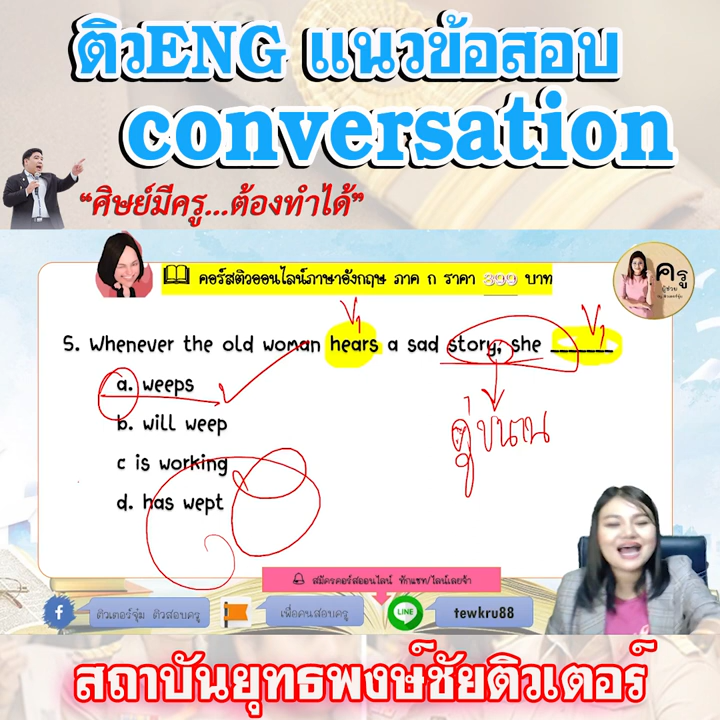 ติวENG แนวข้อสอบ
conversation
“ศิษย์มีครู...ต้องทำได้”
คอร์สติวออนไลน์ภาษาอังกฤษ ภาค ก ราคา 399 บาท
ครู
ผู้ช่วย
V1
V1
5. Whenever the old woman hears a sad story, she _______
a. weeps
b. will weep
c is working
d. has wept
คู่ขนาน
สมัครคอร์สออนไลน์ ทักแชท/ไลน์เลยจ้า
ติวเตอร์จุ๋ม ติวสอบครู
เพื่อคนสอบครู
LINE
tewkru88
สถาบันยุทธพงษ์ชัยติวเตอร์